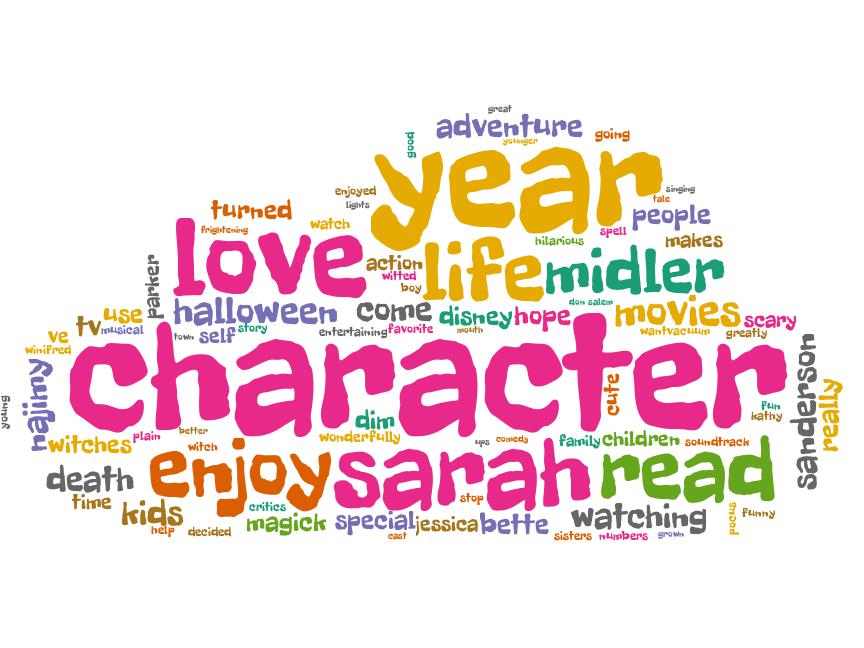 great
adventure
going
good
younger
year
enjoyed
singing
lights
tale
turned
people
frightening
watch
spell
love
hilarious
makes
parker
action
life
midler
witted
boy
don salem
halloween
come
movies
use
disney
hope
scary
tv
musical
story
entertaining
favorite
mouth
wantvacuum
greatly
ve
town
self
winifred
character
sanderson
najimy
cute
really
young
dim
fun
kathy
witches
plain
better
wonderfully
ups
comedy
family
children
soundtrack
witch
death
enjoy
sarah
read
time
stop
kids
critics
magick
special
jessica
bette
watching
pocus
funny
help
decided
cast
sisters
numbers
grown